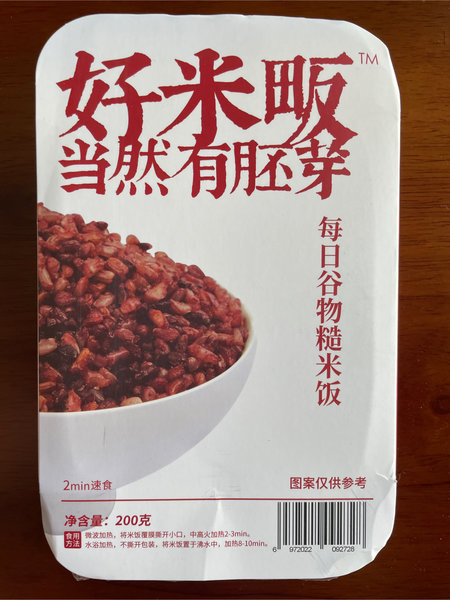 好米畈™
当然有胚芽
每日谷物糙米饭
2min速食
图案仅供参考
净含量：200克
食用方法
微波加热，将米饭覆膜撕开小口，中高火加热2-3min。
水浴加热，不撕开包装，将米饭置于沸水中，加热8-10min。
6 972022 092728